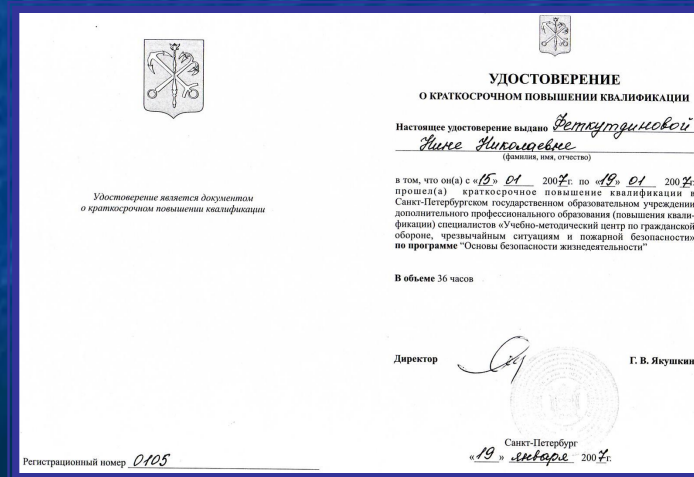 Удостоверение является документом
о краткосрочном повышении квалификации
Регистрационный номер 0105
УДОСТОВЕРЕНИЕ
О КРАТКОСРОЧНОМ ПОВЫШЕНИИ КВАЛИФИКАЦИИ
Настоящее удостоверение выдано Феткутдиновой
Нине Николаевне
(фамилия, имя, отчество)
в том, что он(а) с «15» 01 2007г. по «19» 01 2007г.
прошел(а) краткосрочное повышение квалификации в
Санкт-Петербургском государственном образовательном учреждении
дополнительного профессионального образования (повышения квали-
фикации) специалистов «Учебно-методический центр по гражданской
обороне, чрезвычайным ситуациям и пожарной безопасности»
по программе "Основы безопасности жизнедеятельности"
В объеме 36 часов
Директор Г. В. Якушкин
Санкт-Петербург
«19» января 2007г.